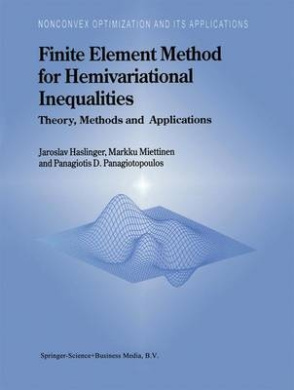 NONCONVEX OPTIMIZATION AND ITS APPLICATIONS
Finite Element Method
for Hemivariational
Inequalities
Theory, Methods and Applications
Jaroslav Haslinger, Markku Miettinen
and Panagiotis D. Panagiotopoulos
Springer-Science+Business Media, B.V.